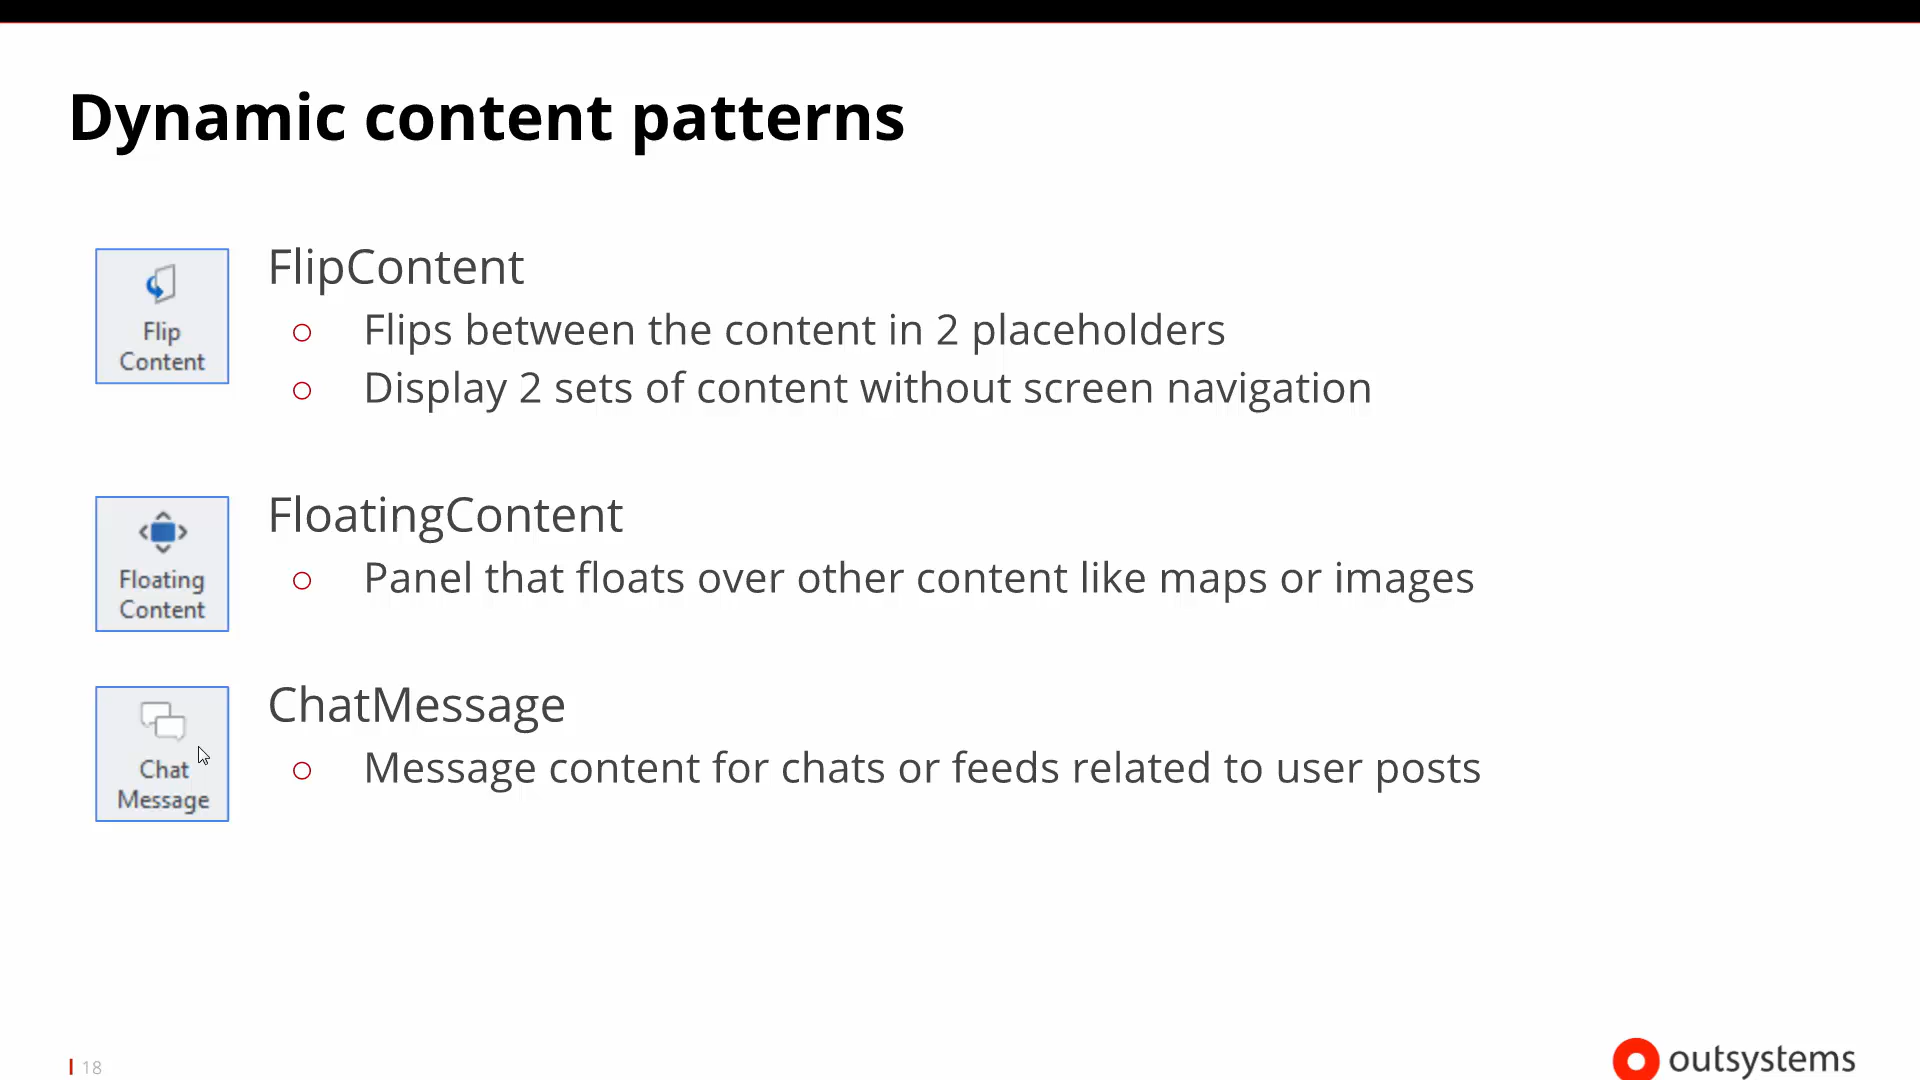 Dynamic content patterns
Flip
Content
FlipContent
Flips between the content in 2 placeholders
Display 2 sets of content without screen navigation
Floating
Content
FloatingContent
Panel that floats over other content like maps or images
Chat
Message
ChatMessage
Message content for chats or feeds related to user posts
18
outsystems